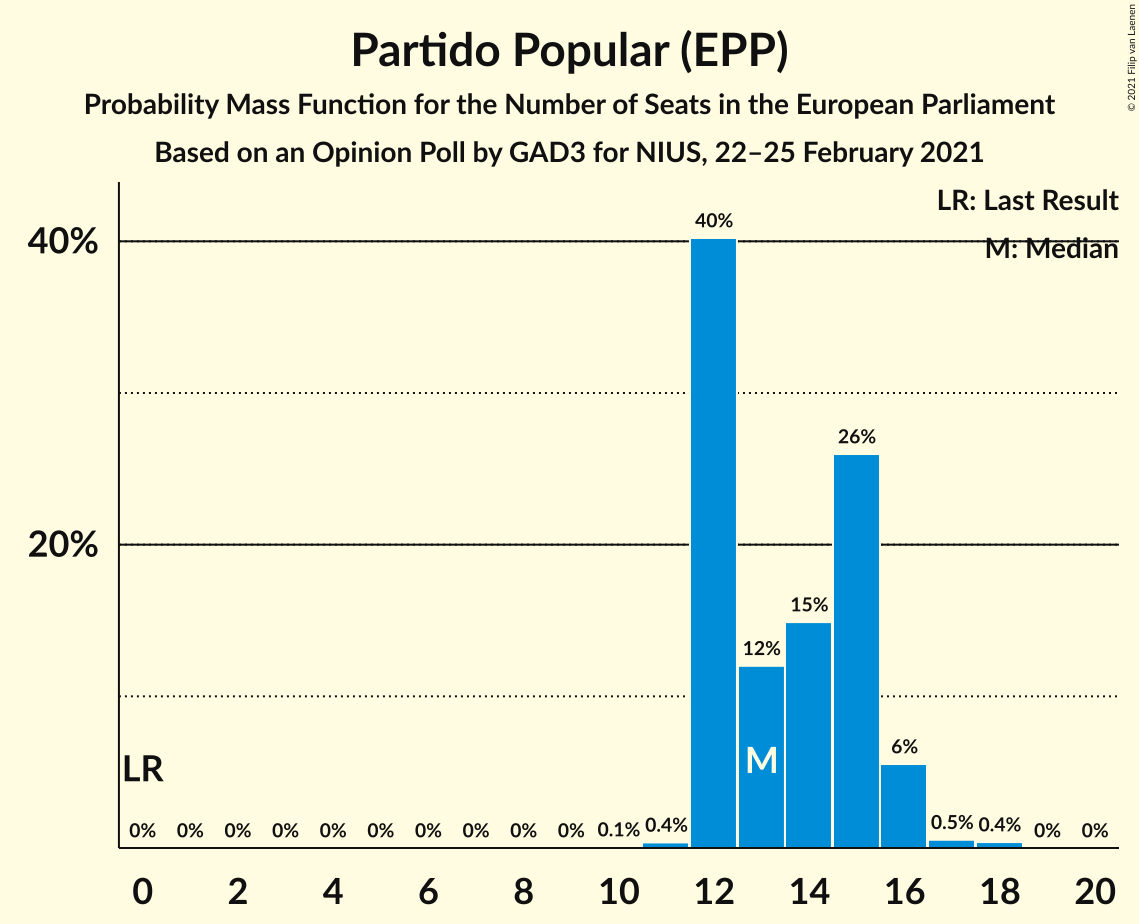 Partido Popular (EPP)
Probability Mass Function for the Number of Seats in the European Parliament
Based on an Opinion Poll by GAD3 for NIUS, 22–25 February 2021
© 2021 Filip van Laenen
LR: Last Result
M: Median
40%
20%
40%
26%
15%
12%
6%
M
LR
0% 0% 0% 0% 0% 0% 0% 0% 0% 0% 0.1% 0.4% 0.5% 0.4% 0% 0%
0 2 4 6 8 10 12 14 16 18 20